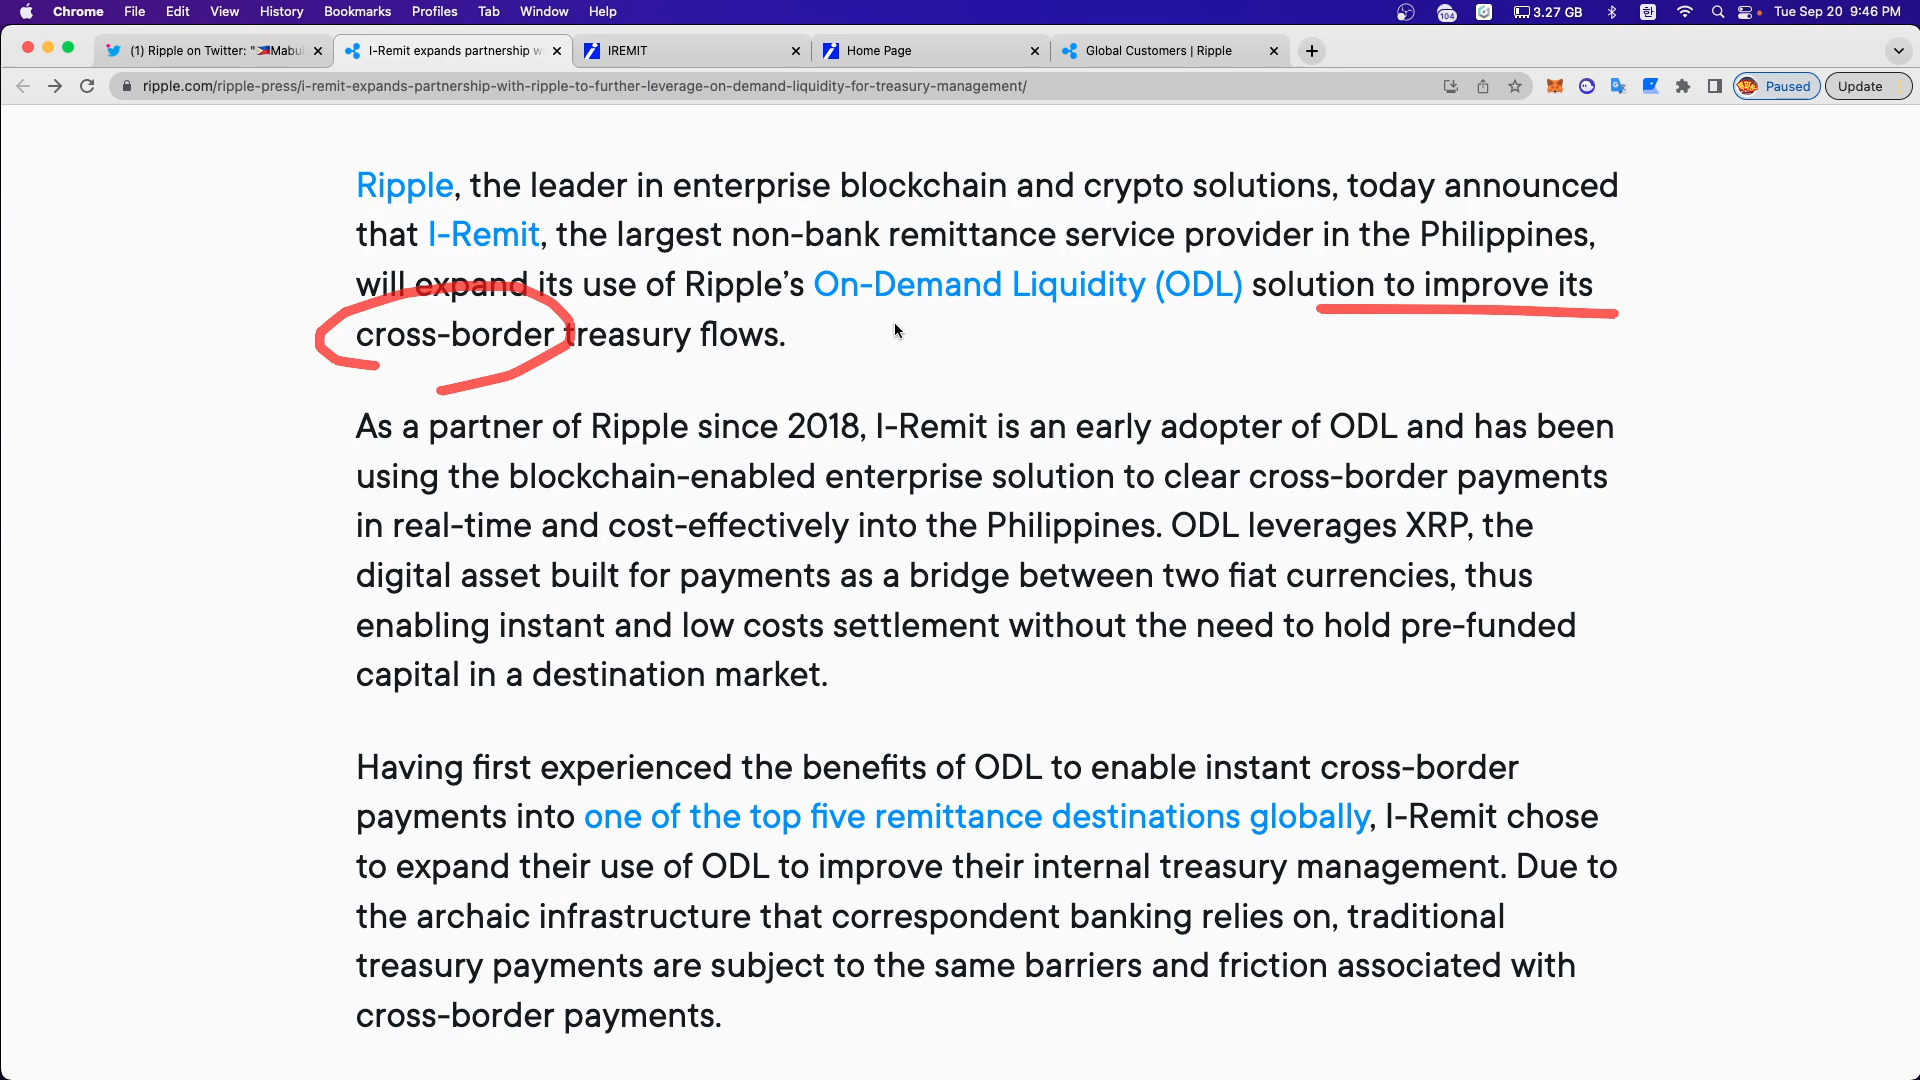 Chrome File Edit View History Bookmarks Profiles Tab Window Help 104 3.27 GB 한 Tue Sep 20 9:46 PM
(1) Ripple on Twitter: "🇵🇭Mabu I-Remit expands partnership w IREMIT Home Page Global Customers | Ripple
ripple.com/ripple-press/i-remit-expands-partnership-with-ripple-to-further-leverage-on-demand-liquidity-for-treasury-management/ Paused Update
Ripple, the leader in enterprise blockchain and crypto solutions, today announced
that I-Remit, the largest non-bank remittance service provider in the Philippines,
will expand its use of Ripple’s On-Demand Liquidity (ODL) solution to improve its
cross-border treasury flows.
As a partner of Ripple since 2018, I-Remit is an early adopter of ODL and has been
using the blockchain-enabled enterprise solution to clear cross-border payments
in real-time and cost-effectively into the Philippines. ODL leverages XRP, the
digital asset built for payments as a bridge between two fiat currencies, thus
enabling instant and low costs settlement without the need to hold pre-funded
capital in a destination market.
Having first experienced the benefits of ODL to enable instant cross-border
payments into one of the top five remittance destinations globally, I-Remit chose
to expand their use of ODL to improve their internal treasury management. Due to
the archaic infrastructure that correspondent banking relies on, traditional
treasury payments are subject to the same barriers and friction associated with
cross-border payments.